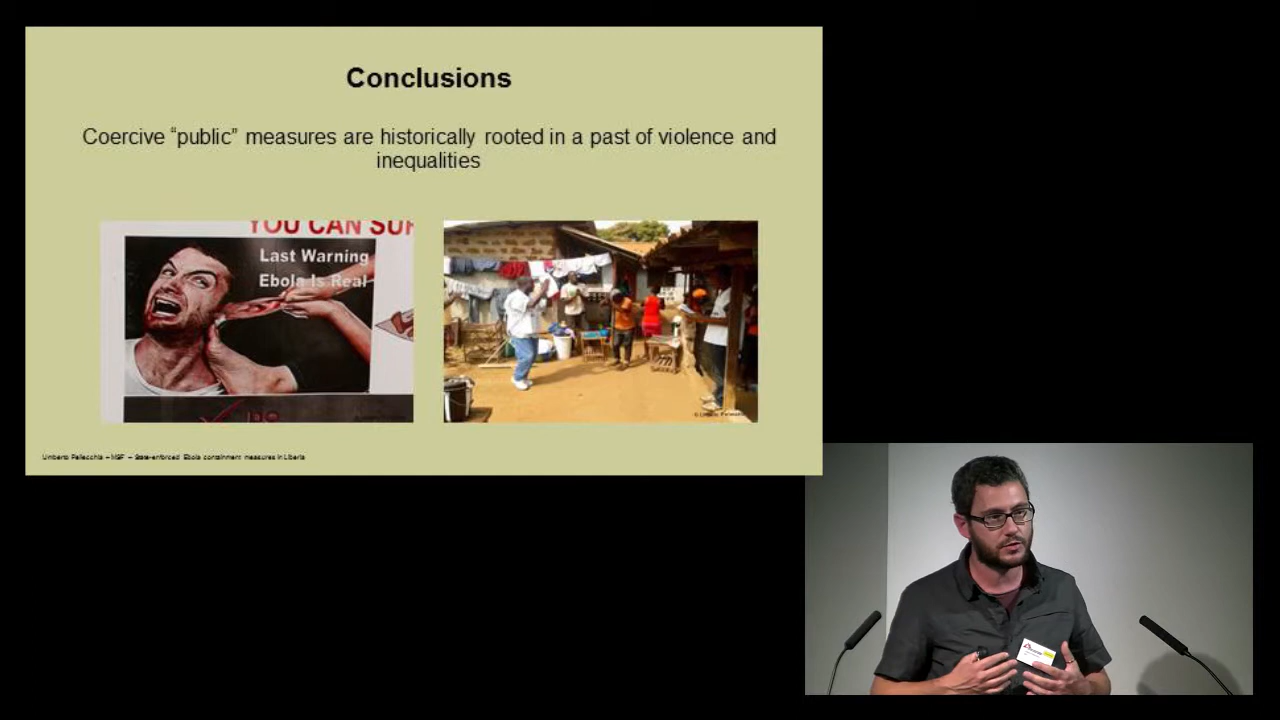 Conclusions
Coercive “public” measures are historically rooted in a past of violence and
inequalities
YOU CAN SUF
Last Warning
Ebola Is Real
Umberto Pellecchia – MSF – State-enforced Ebola containment measures in Liberia